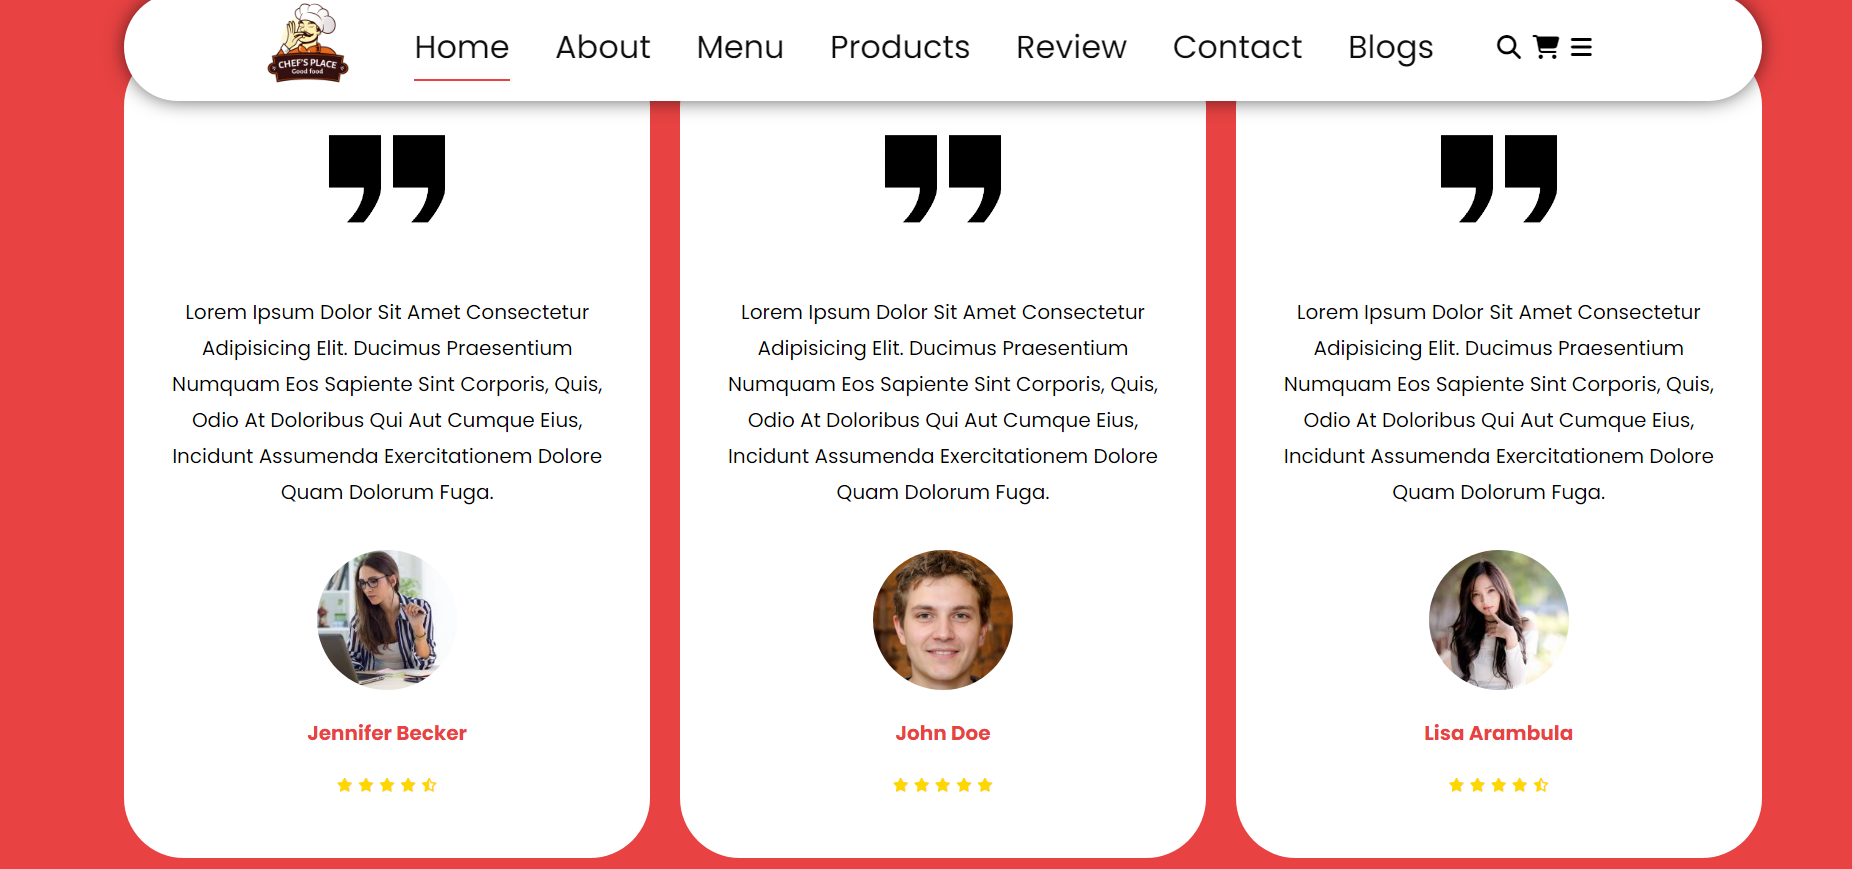 CHEF'S PLACE
Good food
Home About Menu Products Review Contact Blogs
Lorem Ipsum Dolor Sit Amet Consectetur
Adipisicing Elit. Ducimus Praesentium
Numquam Eos Sapiente Sint Corporis, Quis,
Odio At Doloribus Qui Aut Cumque Eius,
Incidunt Assumenda Exercitationem Dolore
Quam Dolorum Fuga.
Jennifer Becker
Lorem Ipsum Dolor Sit Amet Consectetur
Adipisicing Elit. Ducimus Praesentium
Numquam Eos Sapiente Sint Corporis, Quis,
Odio At Doloribus Qui Aut Cumque Eius,
Incidunt Assumenda Exercitationem Dolore
Quam Dolorum Fuga.
John Doe
Lorem Ipsum Dolor Sit Amet Consectetur
Adipisicing Elit. Ducimus Praesentium
Numquam Eos Sapiente Sint Corporis, Quis,
Odio At Doloribus Qui Aut Cumque Eius,
Incidunt Assumenda Exercitationem Dolore
Quam Dolorum Fuga.
Lisa Arambula